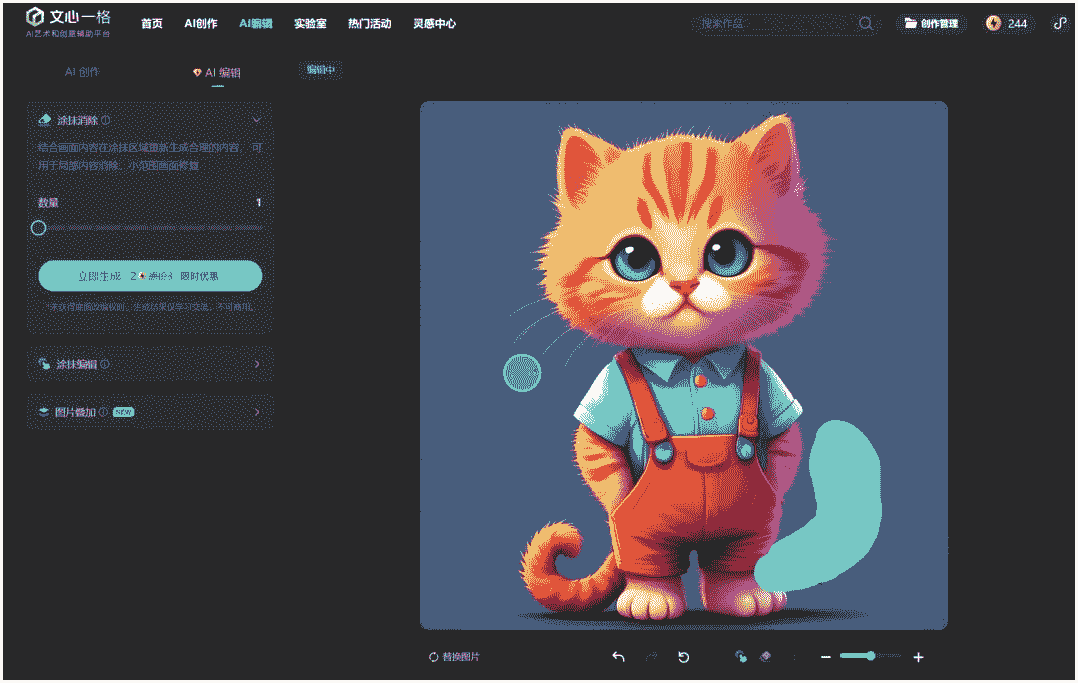 文心一格
AI艺术和创意辅助平台
首页 AI创作 AI编辑 实验室 热门活动 灵感中心
搜索作品
创作管理
244
AI 创作
AI 编辑
编辑中
涂抹消除
结合画面内容在涂抹区域重新生成合理的内容， 可
用于局部内容消除、小范围画面修复
数量 1
立即生成 2 限时优惠
涂抹编辑
图片叠加 NEW
替换图片